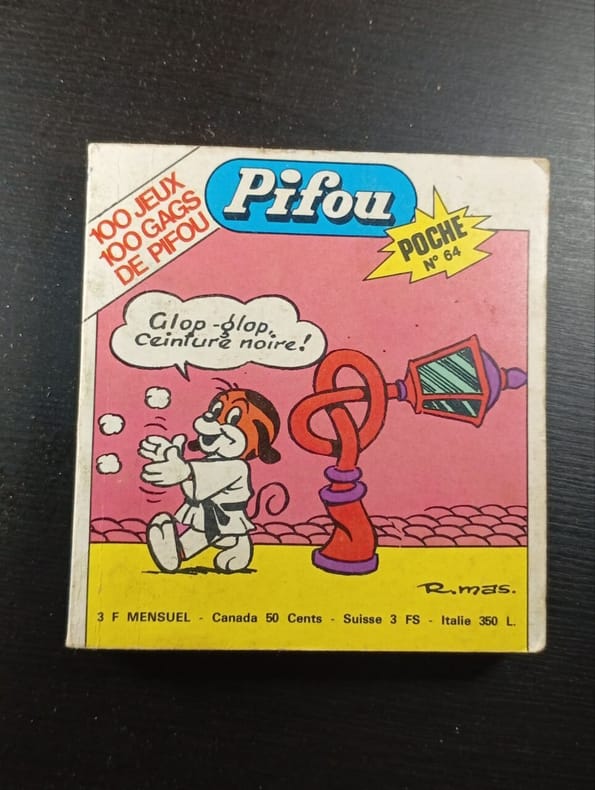 100 JEUX
100 GAGS
DE PIFOU
Pifou
POCHE
N° 64
Glop-glop,
Ceinture noire!
R.mas.
3 F MENSUEL - Canada 50 Cents - Suisse 3 FS - Italie 350 L.